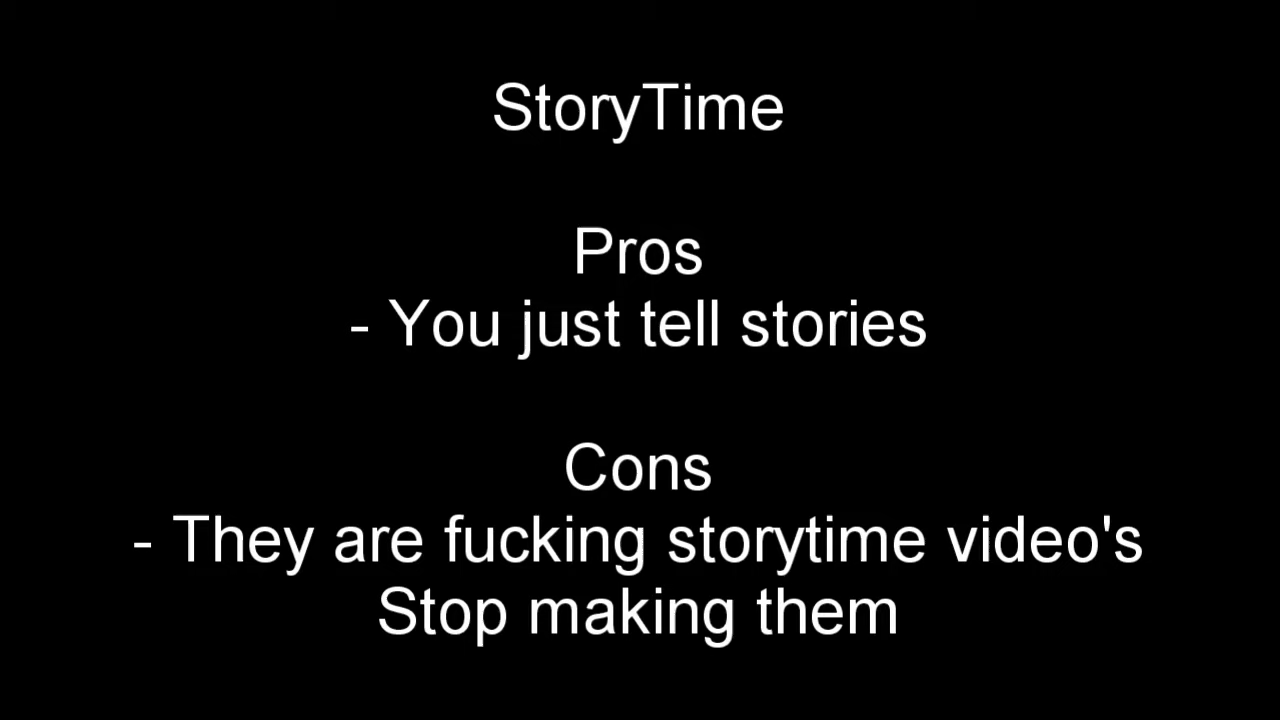 StoryTime
Pros
- You just tell stories
Cons
- They are fucking storytime video's
Stop making them